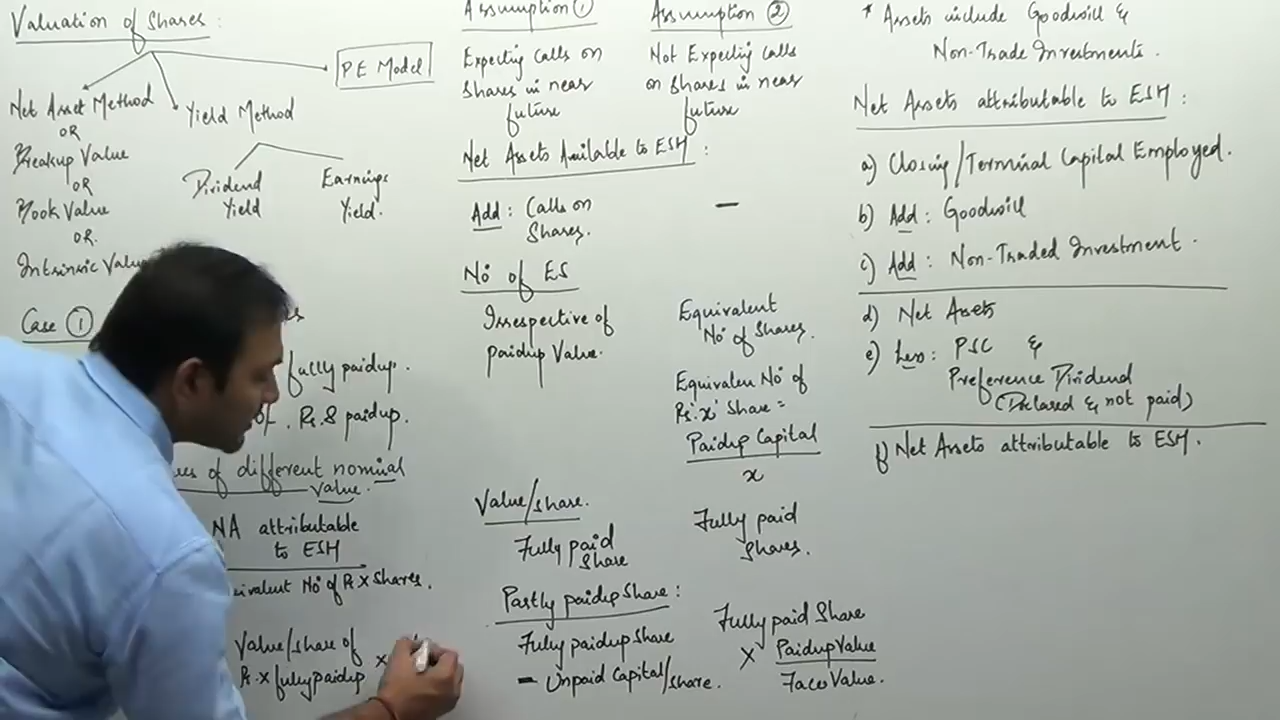 Valuation of Shares :
PE Model
Net Asset Method
OR
Breakup Value
OR
Book Value
OR
Intrinsic Value
Yield Method
Dividend
Yield
Earnings
Yield.
Case ①
fully paidup.
of . Rs. 8 paidup.
of different nominal
value.
NA attributable
to ESH
No of Rs X Shares.
Value/share of
Rs. X fully paidup
×
Assumption ①
Expecting Calls on
Shares in near
future
Assumption ②
Not Expecting Calls
on Shares in near
future
Net Assets Available to ESH :
Add : Calls on
Shares.
—
No of ES
Irrespective of
paidup Value.
Equivalent
No of Shares.
Equivalen No of
Rs 'x' Share =
Paidup Capital
x
Value/share.
Fully paid
Share
Fully paid
Shares.
Partly paidup Share :
Fully paidup Share
- Unpaid Capital/share.
Fully paid Share
× Paidup Value
Face Value.
* Assets include Goodwill &
Non-Trade Investments.
Net Assets attributable to ESH :
a) Closing/Terminal Capital Employed.
b) Add : Goodwill
c) Add : Non-Traded Investment.
d) Net Assets
e) Less : PSC &
Preference Dividend
(Declared & not paid)
f) Net Assets attributable to ESH.